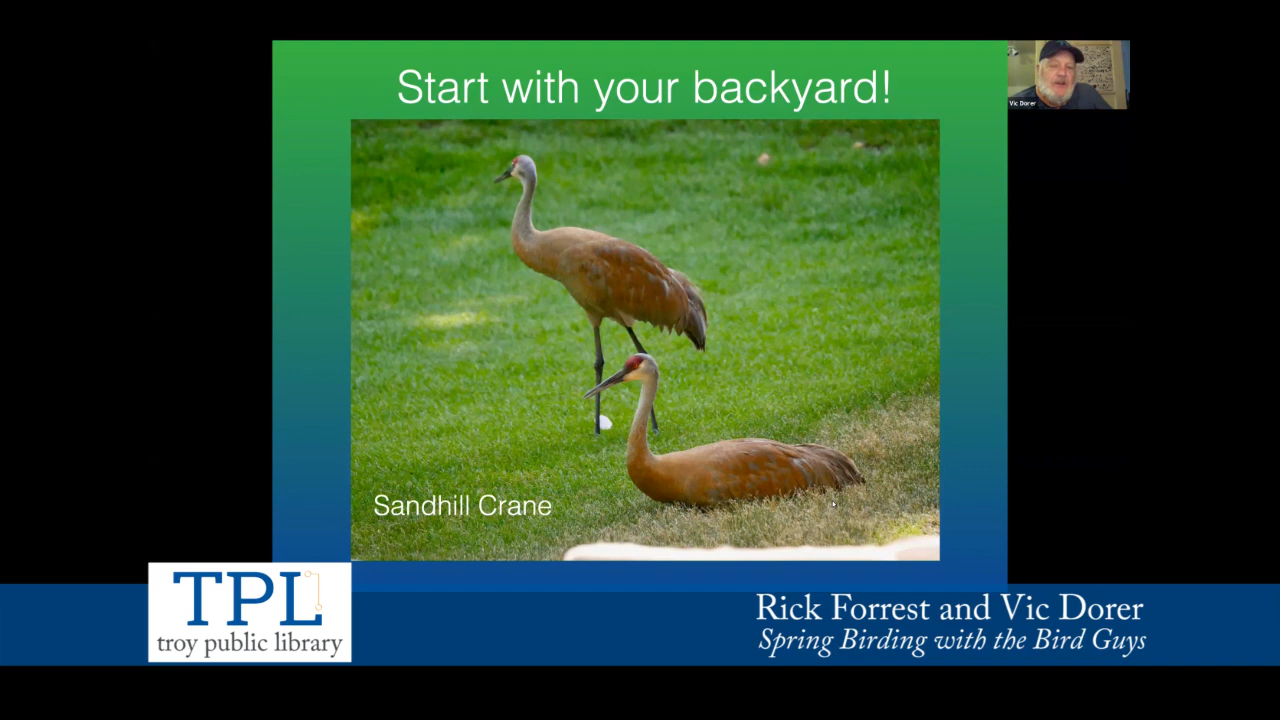 Start with your backyard!
Vic Dorer
Sandhill Crane
TPL
troy public library
Rick Forrest and Vic Dorer
Spring Birding with the Bird Guys